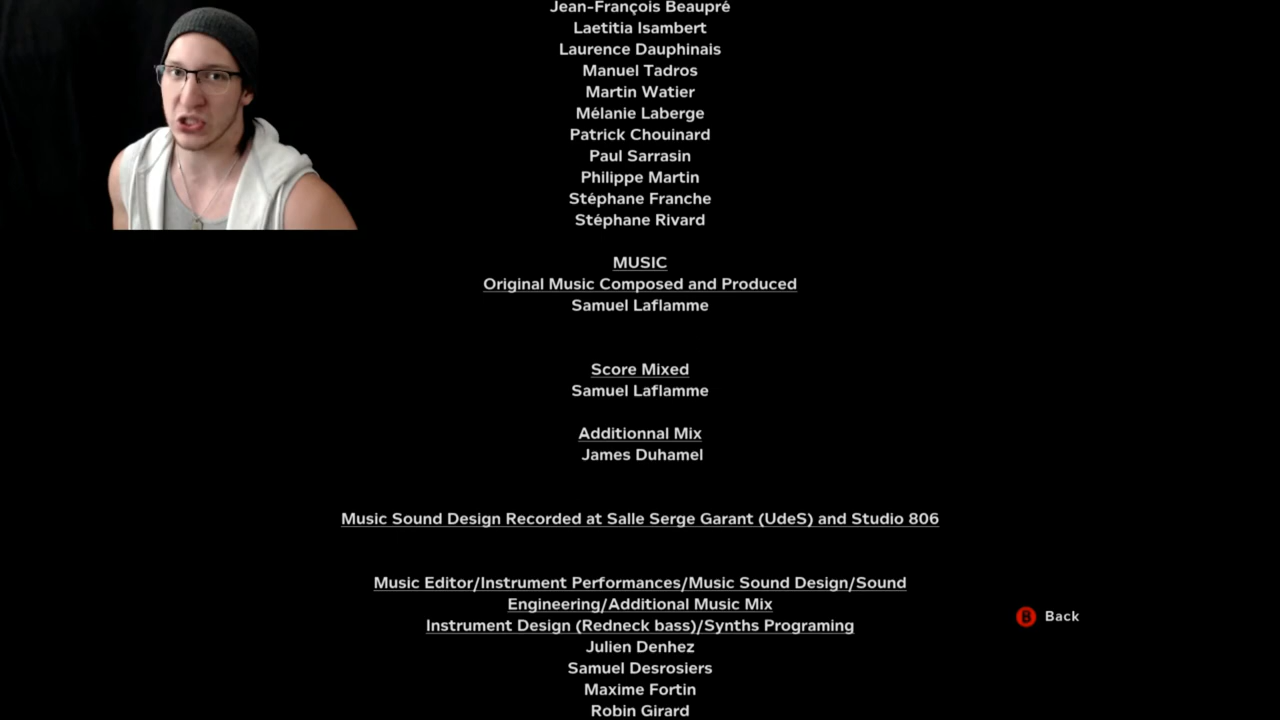 Jean-François Beaupré
Laetitia Isambert
Laurence Dauphinais
Manuel Tadros
Martin Watier
Mélanie Laberge
Patrick Chouinard
Paul Sarrasin
Philippe Martin
Stéphane Franche
Stéphane Rivard
MUSIC
Original Music Composed and Produced
Samuel Laflamme
Score Mixed
Samuel Laflamme
Additionnal Mix
James Duhamel
Music Sound Design Recorded at Salle Serge Garant (UdeS) and Studio 806
Music Editor/Instrument Performances/Music Sound Design/Sound
Engineering/Additional Music Mix
Instrument Design (Redneck bass)/Synths Programing
Julien Denhez
Samuel Desrosiers
Maxime Fortin
Robin Girard
B Back